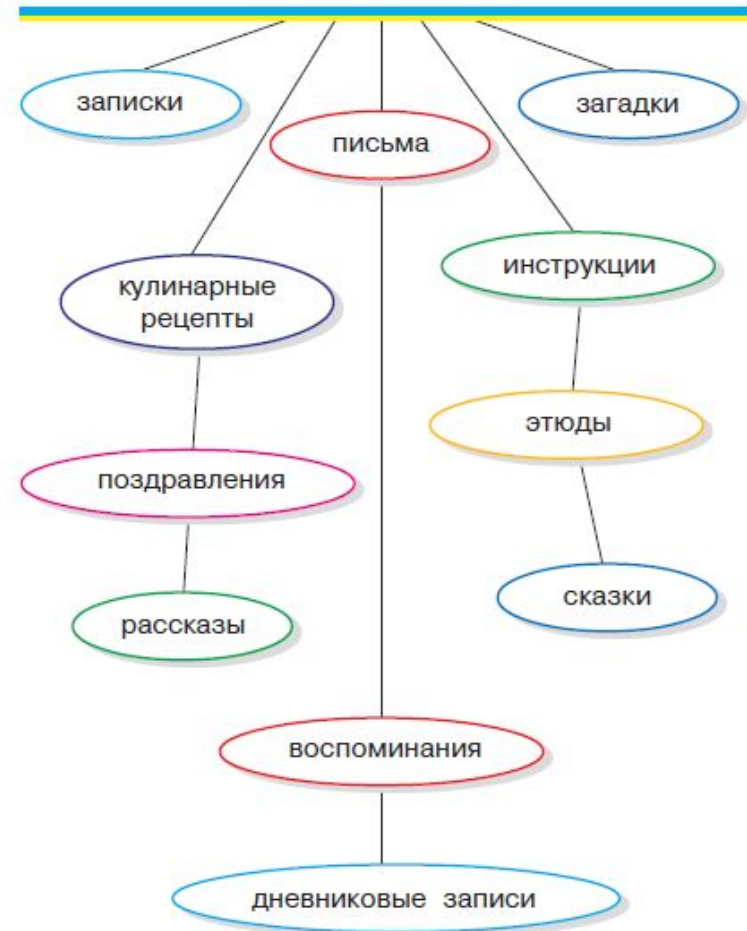 записки
загадки
письма
инструкции
кулинарные
рецепты
этюды
поздравления
сказки
рассказы
воспоминания
дневниковые записи